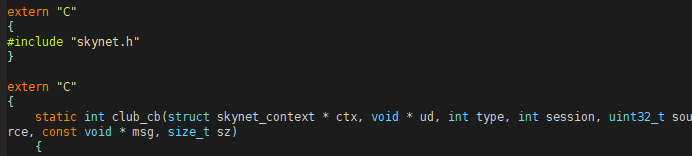 extern "C"
{
#include "skynet.h"
}

extern "C"
{
    static int club_cb(struct skynet_context * ctx, void * ud, int type, int session, uint32_t sou
rce, const void * msg, size_t sz)
    {